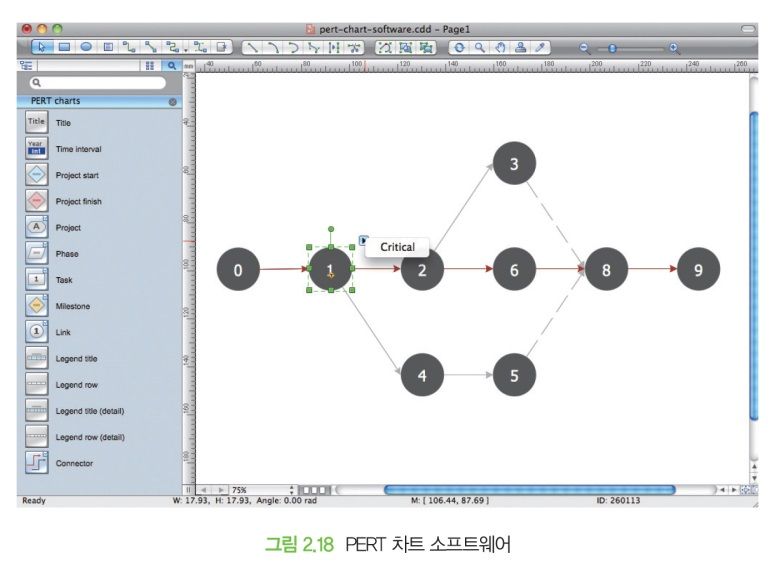 pert-chart-software.cdd - Page1
mm 40 60 80 100 120 140 160 180 200 220 240 260
PERT charts
Title Title
Year Int Time interval
Project start
Project finish
A Project
Phase
1 Task
Milestone
1 Link
Legend title
Legend row
Legend title (detail)
Legend row (detail)
Connector
40
60
80
100
120
140
160
180
3
Critical
0 1 2 6 8 9
4 5
75%
Ready W: 17.93, H: 17.93, Angle: 0.00 rad M: [ 106.44, 87.69 ] ID: 260113
그림 2.18 PERT 차트 소프트웨어